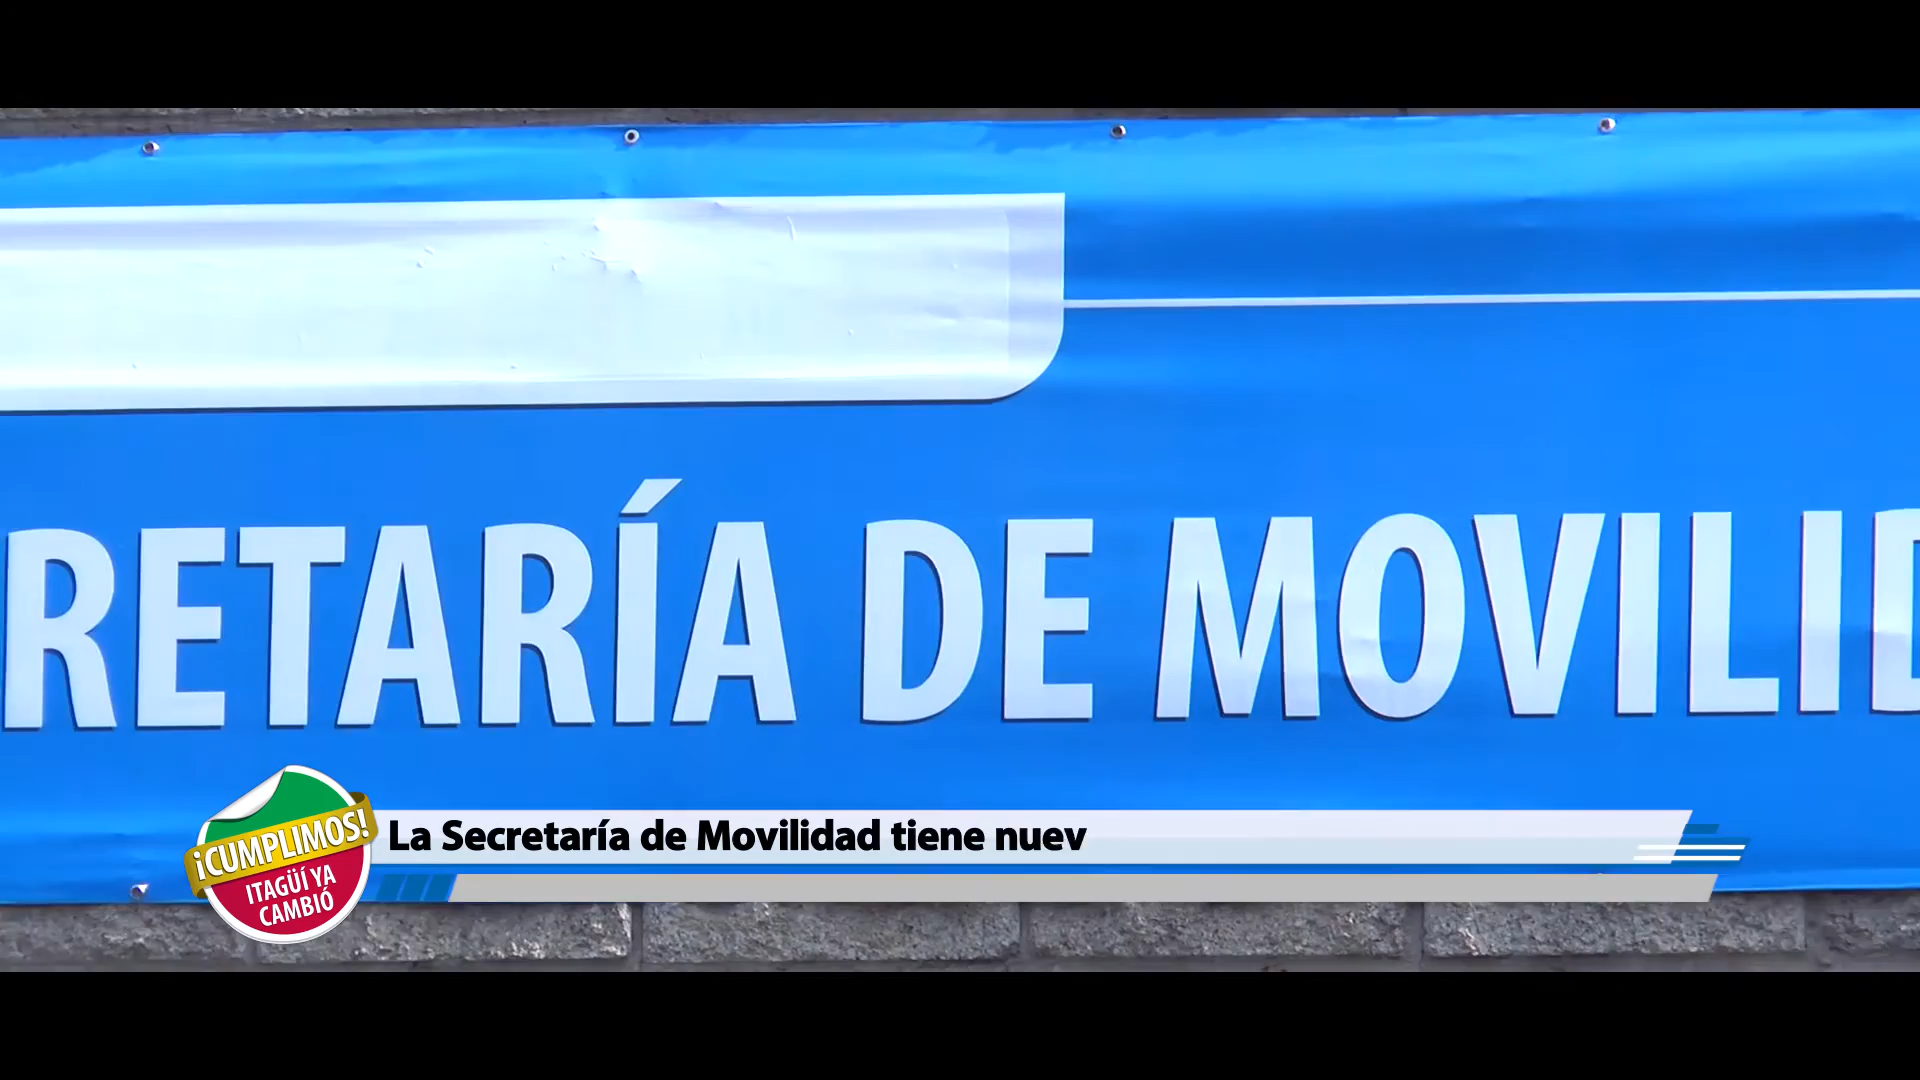 RETARÍA DE MOVILID
¡CUMPLIMOS!
ITAGÜÍ YA
CAMBIÓ
La Secretaría de Movilidad tiene nuev